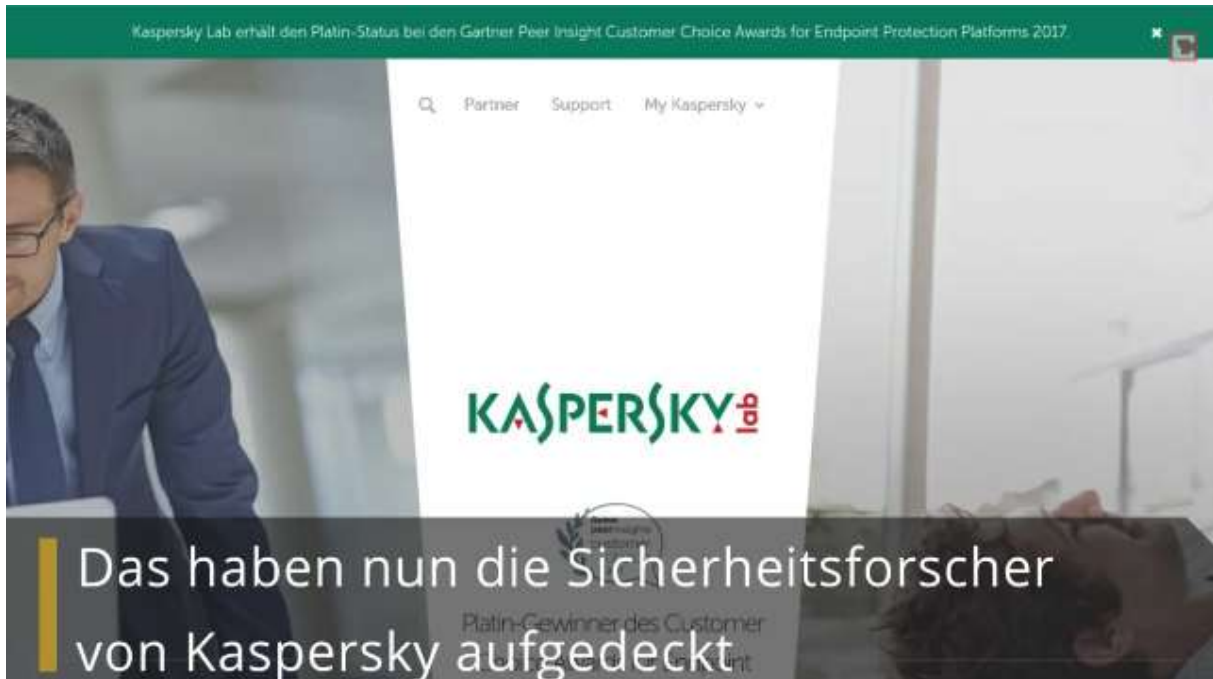 Kaspersky Lab erhält den Platin-Status bei den Gartner Peer Insight Customer Choice Awards for Endpoint Protection Platforms 2017.
Partner Support My Kaspersky
KASPERSKY lab
customer
Das haben nun die Sicherheitsforscher
Platin-Gewinner des Customer
von Kaspersky aufgedeckt